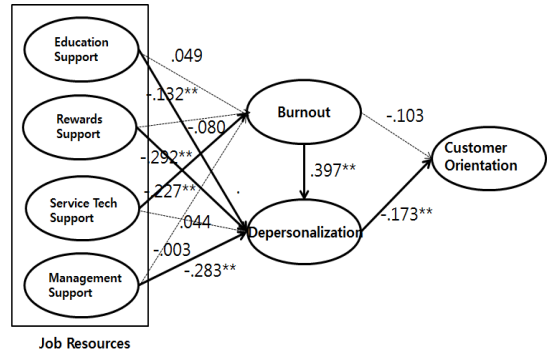 Education
Support
.049
-.132**
Rewards
Support
-.080
Burnout
-.103
Customer
Orientation
-.292**
.397**
-.227**
Service Tech
Support
.044
Depersonalization
-.173**
-.003
Management
Support
-.283**
Job Resources